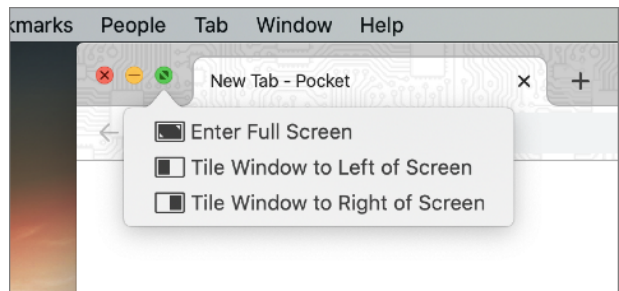 People Tab Window Help
New Tab - Pocket
Enter Full Screen
Tile Window to Left of Screen
Tile Window to Right of Screen